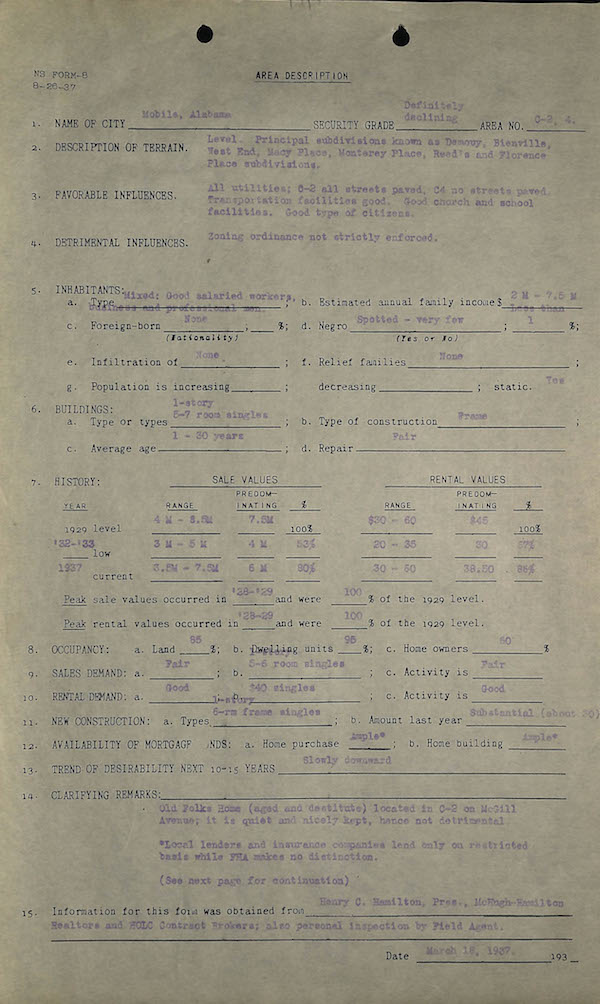 NS FORM-8
8-26-37
AREA DESCRIPTION
1. NAME OF CITY Mobile, Alabama SECURITY GRADE Definitely declining AREA NO. C-2, 4.
2. DESCRIPTION OF TERRAIN. Level. Principal subdivisions known as Demouy, Bienville,
West End, Macy Place, Monterey Place, Reed's and Florence
Place subdivisions.
3. FAVORABLE INFLUENCES. All utilities; C-2 all streets paved, C4 no streets paved.
Transportation facilities good. Good church and school
facilities. Good type of citizens.
4. DETRIMENTAL INFLUENCES. Zoning ordinance not strictly enforced.
5. INHABITANTS:
a. Type Mixed: Good salaried workers, business and professional men. ; b. Estimated annual family income $ 2 M - 7.5 M
c. Foreign-born None ; %; d. Negro Spotted - very few ; Less than 1 %;
(Nationality) (Yes or No)
e. Infiltration of None ; f. Relief families None ;
g. Population is increasing ; decreasing ; static. Yes
6. BUILDINGS:
a. Type or types 1-story 5-7 room singles ; b. Type of construction Frame ;
c. Average age 1 - 30 years ; d. Repair Fair
7. HISTORY: SALE VALUES RENTAL VALUES
PREDOM- PREDOM-
YEAR RANGE INATING % RANGE INATING %
1929 level 4 M - 8.5M 7.5M 100% $30 - 60 $45 100%
'32-'33 low 3 M - 5 M 4 M 53% 20 - 35 30 67%
1937 current 3.5M - 7.5M 6 M 80% 30 - 50 38.50 86%
Peak sale values occurred in '28-'29 and were 100 % of the 1929 level.
Peak rental values occurred in '28-29 and were 100 % of the 1929 level.
8. OCCUPANCY: a. Land 85 %; b. Dwelling units 95 %; c. Home owners 60 %
9. SALES DEMAND: a. Fair ; b. 5-6 room singles ; c. Activity is Fair
10. RENTAL DEMAND: a. Good ; b. $40 singles ; c. Activity is Good
11. NEW CONSTRUCTION: a. Types 1-story 6-rm frame singles ; b. Amount last year Substantial (about 30)
12. AVAILABILITY OF MORTGAGE NDS: a. Home purchase Ample* ; b. Home building Ample*
13. TREND OF DESIRABILITY NEXT 10-15 YEARS Slowly downward
14. CLARIFYING REMARKS:
Old Folks Home (aged and destitute) located in C-2 on McGill
Avenue; it is quiet and nicely kept, hence not detrimental
*Local lenders and insurance companies lend only on restricted
basis while FHA makes no distinction.
(See next page for continuation)
15. Information for this form was obtained from Henry C. Hamilton, Pres., McHugh-Hamilton
Realtors and HOLC Contract Brokers; also personal inspection by Field Agent.
Date March 18, 1937. 193